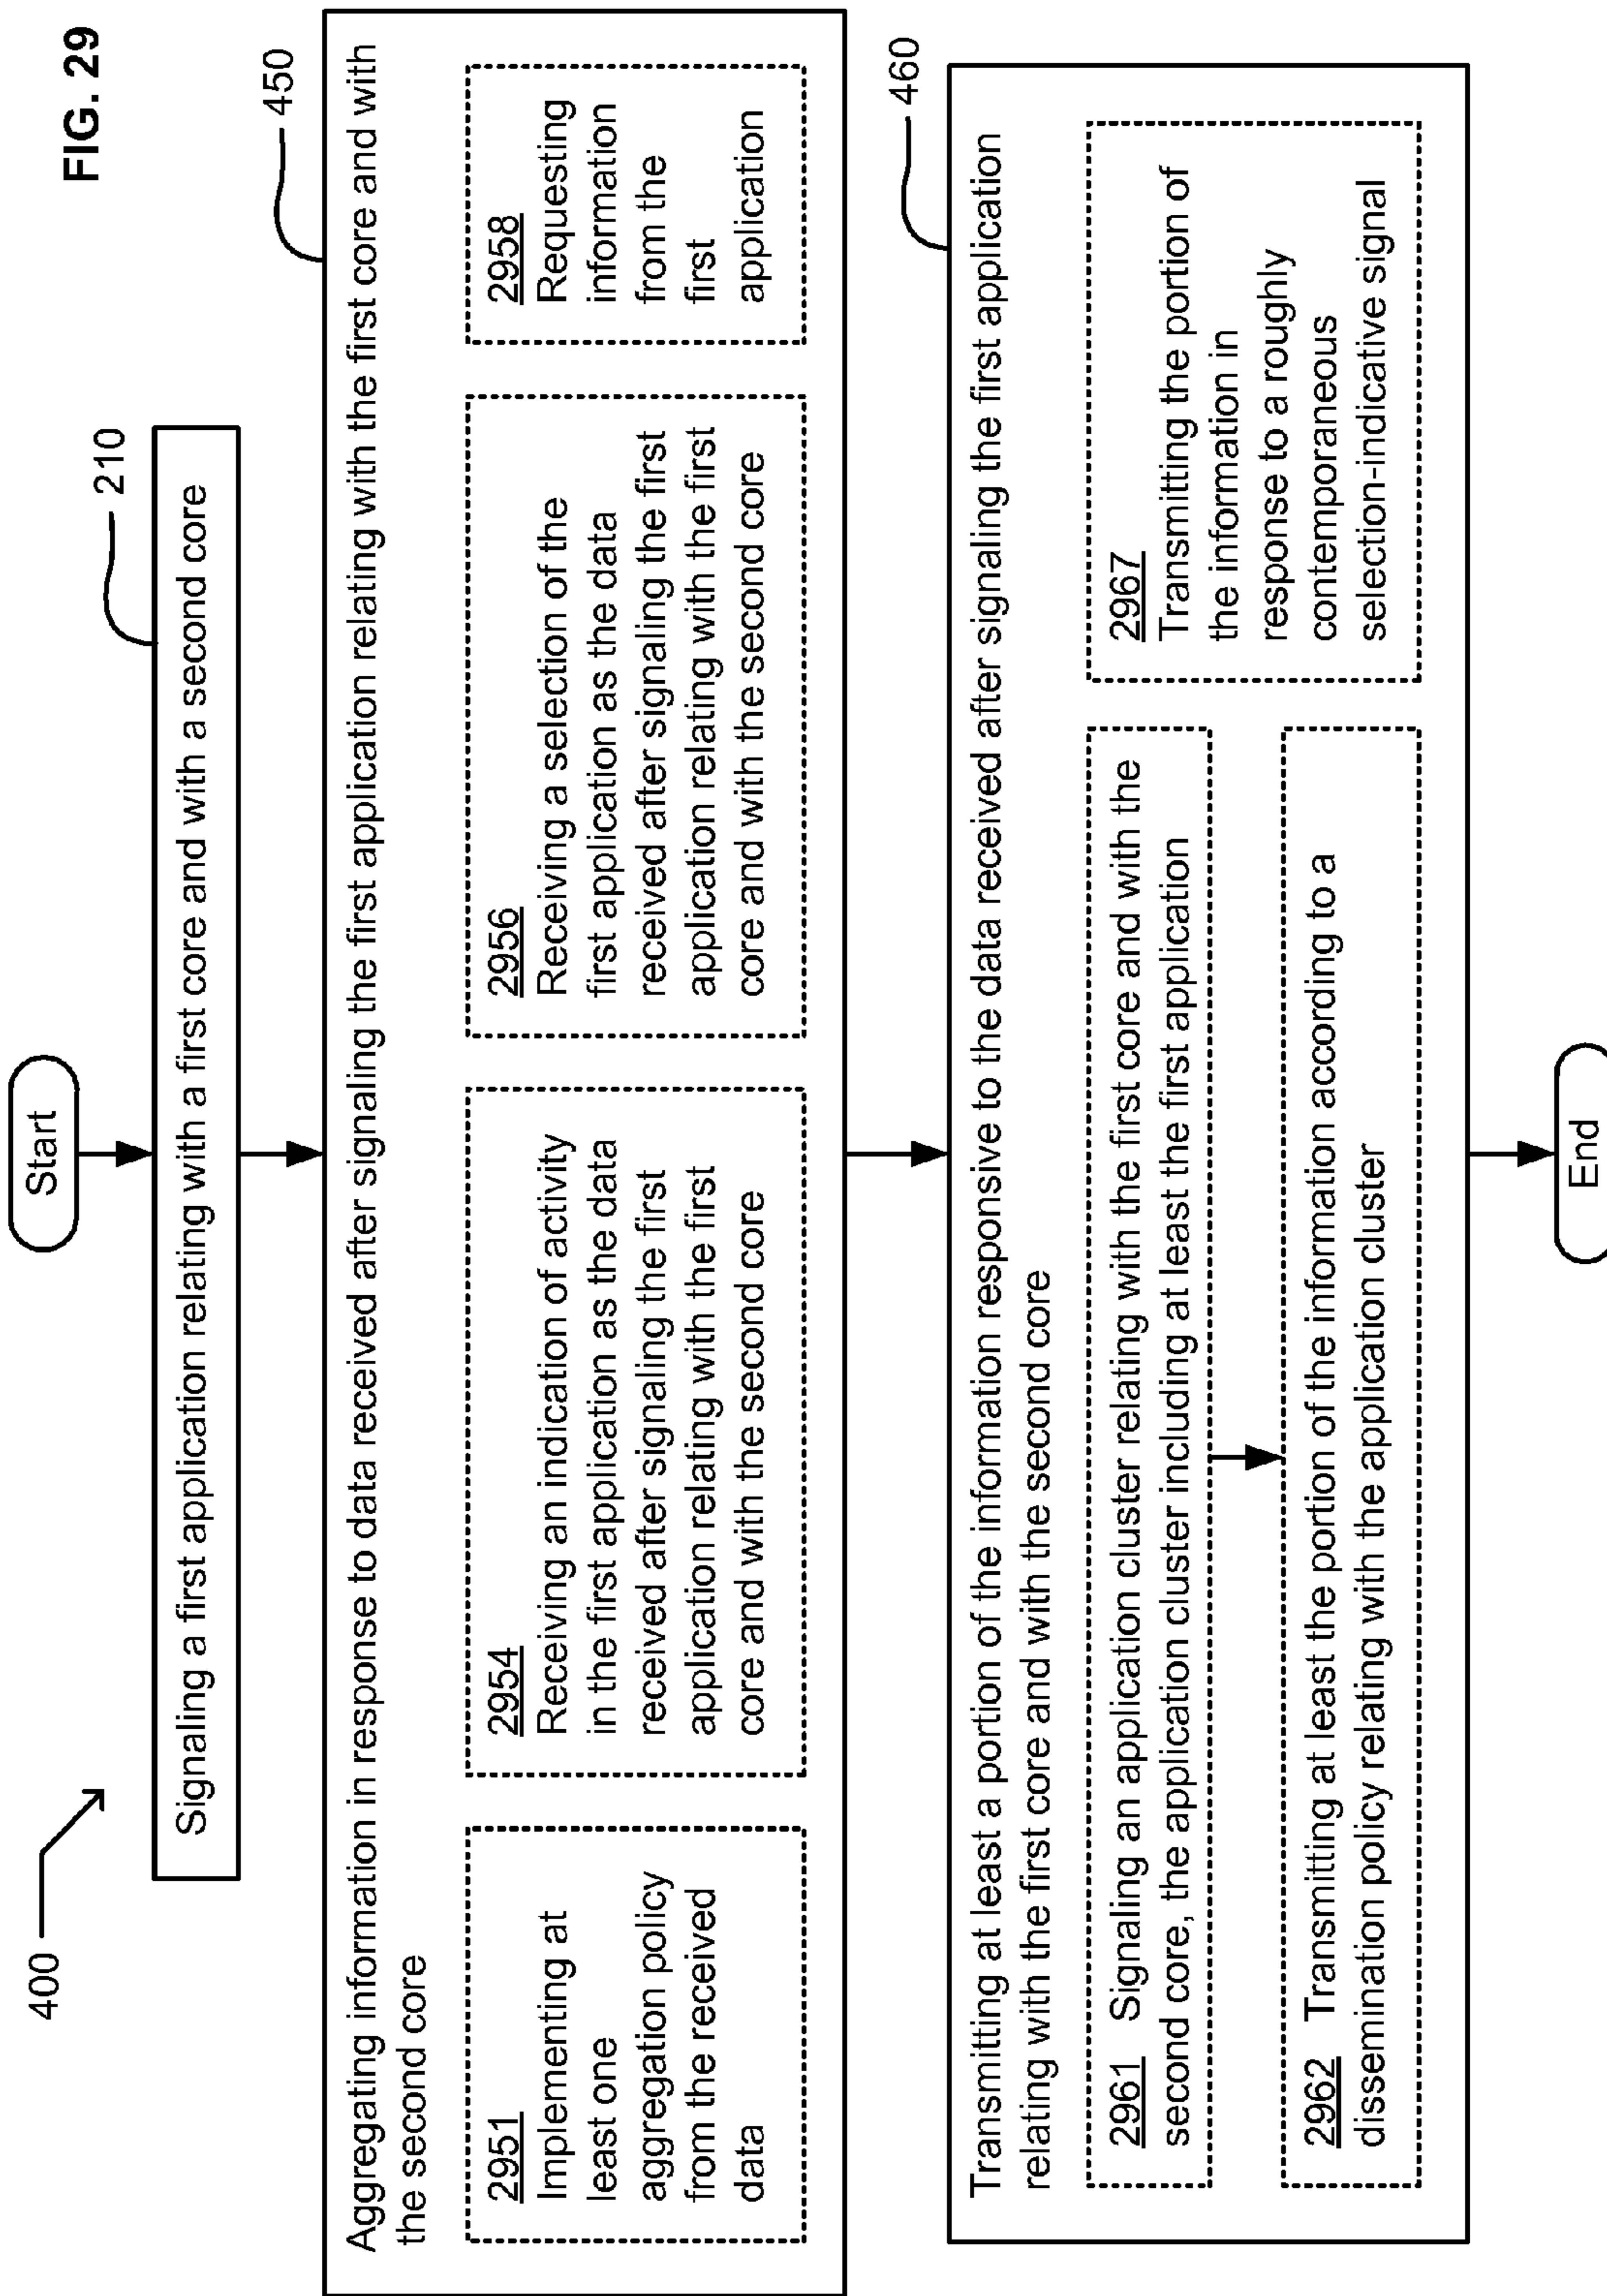 FIG. 29
400
Start
210
Signaling a first application relating with a first core and with a second core
450
Aggregating information in response to data received after signaling the first application relating with the first core and with
the second core
2951
Implementing at
least one
aggregation policy
from the received
data
2954
Receiving an indication of activity
in the first application as the data
received after signaling the first
application relating with the first
core and with the second core
2956
Receiving a selection of the
first application as the data
received after signaling the first
application relating with the first
core and with the second core
2958
Requesting
information
from the
first
application
460
Transmitting at least a portion of the information responsive to the data received after signaling the first application
relating with the first core and with the second core
2961 Signaling an application cluster relating with the first core and with the
second core, the application cluster including at least the first application
2962 Transmitting at least the portion of the information according to a
dissemination policy relating with the application cluster
2967
Transmitting the portion of
the information in
response to a roughly
contemporaneous
selection-indicative signal
End